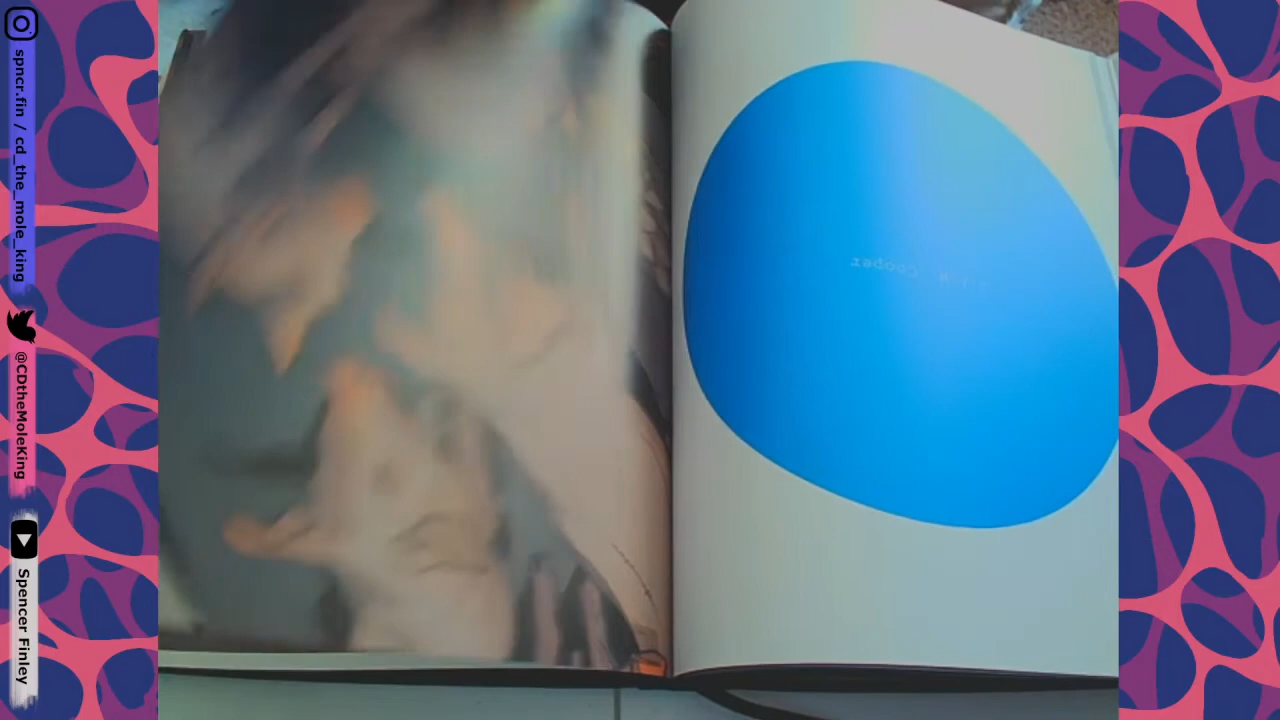 spncr.fin / cd_the_mole_king
@CDtheMoleKing
Spencer Finley
Cooper